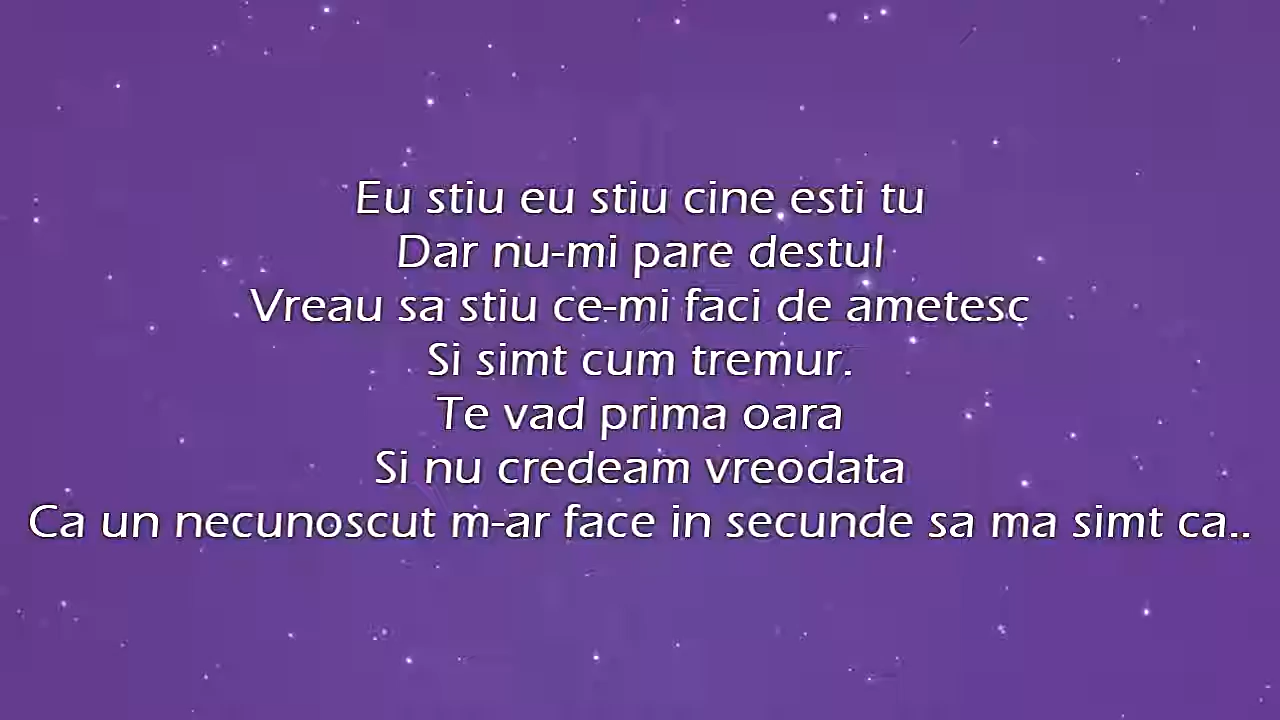 Eu stiu eu stiu cine esti tu
Dar nu-mi pare destul
Vreau sa stiu ce-mi faci de ametesc
Si simt cum tremur.
Te vad prima oara
Si nu credeam vreodata
Ca un necunoscut m-ar face in secunde sa ma simt ca..